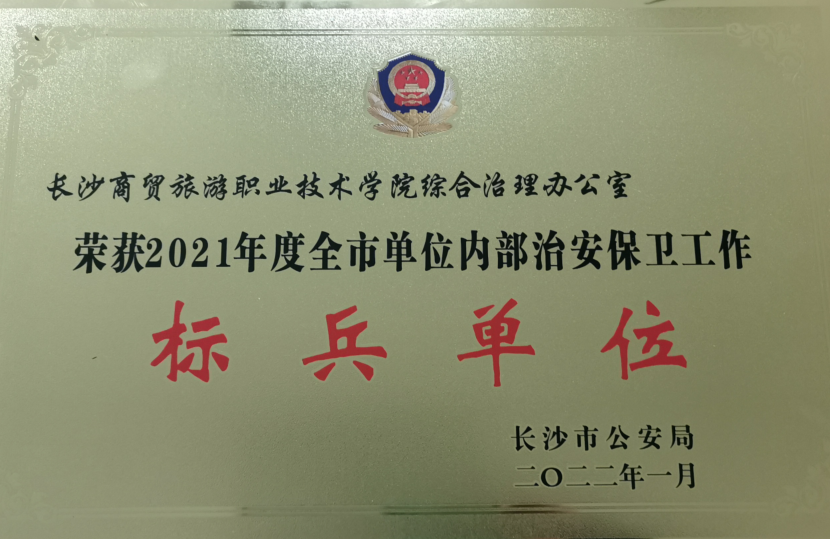 长沙商贸旅游职业技术学院综合治理办公室
荣获2021年度全市单位内部治安保卫工作
标兵单位
长沙市公安局
二〇二二年一月